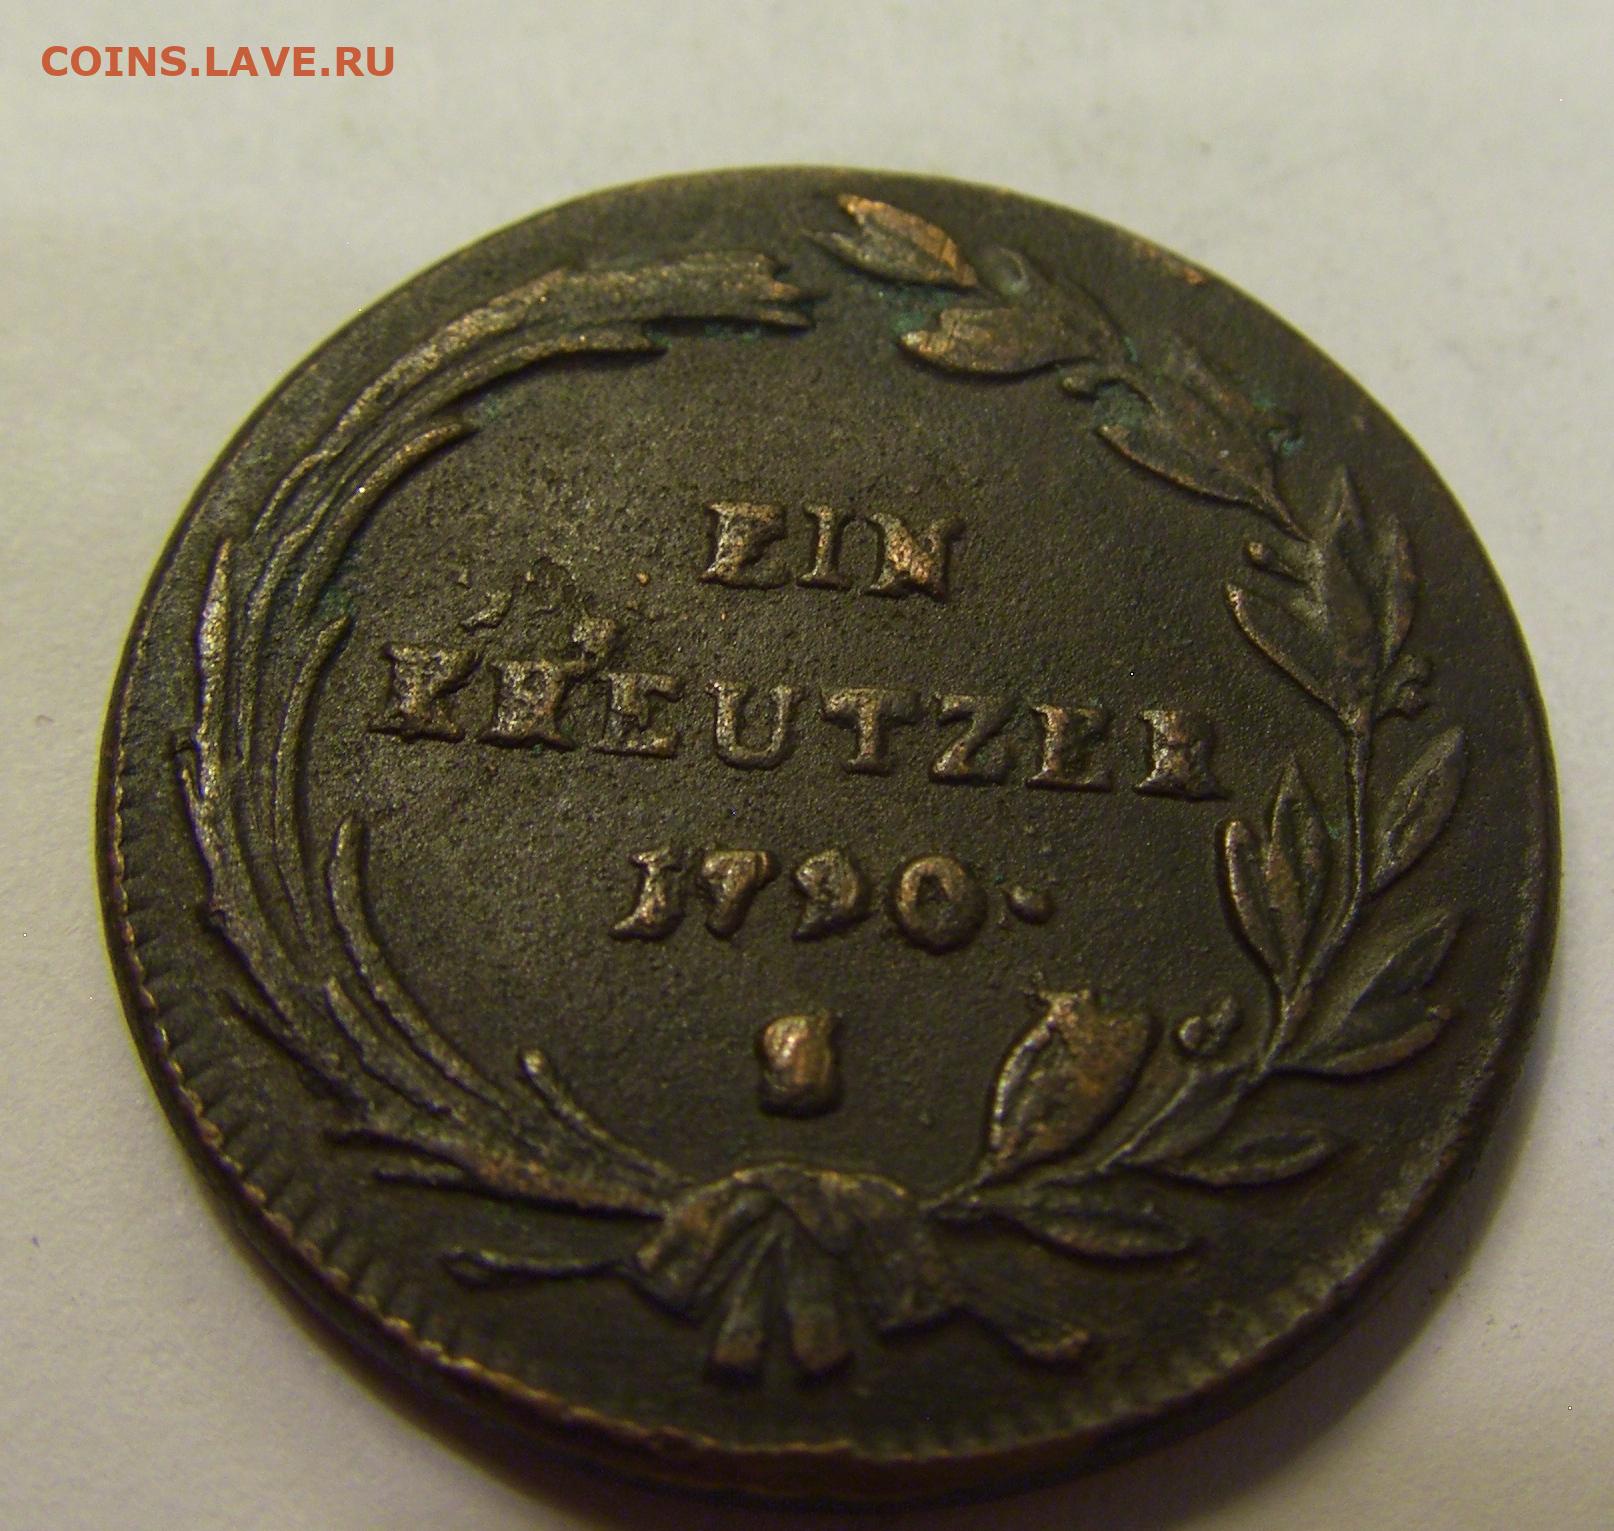 COINS.LAVE.RU
EIN
KREUTZER
1790.
S